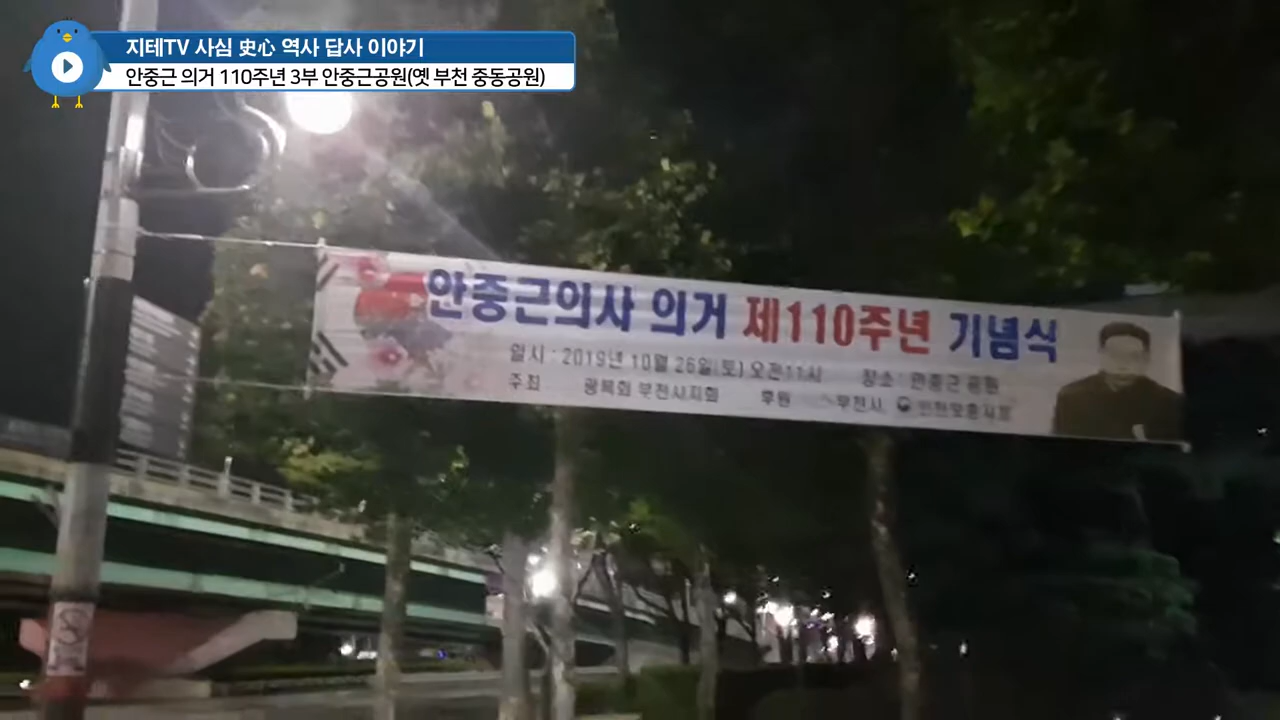 지테TV 사심 史心 역사 답사 이야기
안중근 의거 110주년 3부 안중근공원(옛 부천 중동공원)
안중근의사 의거 제110주년 기념식
일시 : 2019년 10월 26일(토) 오전11시 장소 : 안중근 공원
주최 광복회 부천시지회 후원 부천시